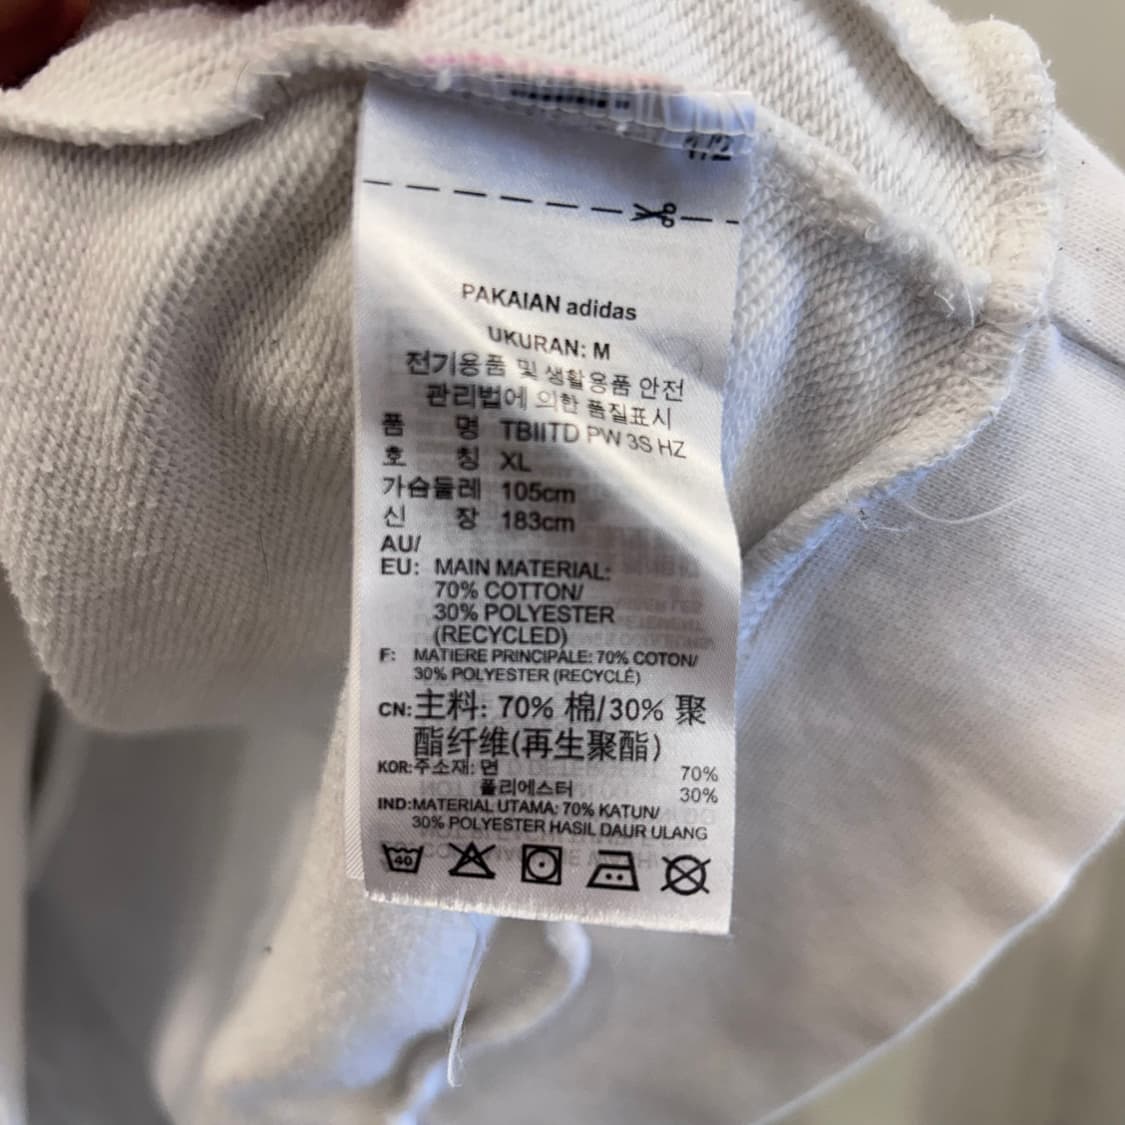 1/2
PAKAIAN adidas
UKURAN: M
전기용품 및 생활용품 안전
관리법에 의한 품질표시
품 명 TBIITD PW 3S HZ
호 칭 XL
가슴둘레 105cm
신 장 183cm
AU/
EU: MAIN MATERIAL:
70% COTTON/
30% POLYESTER
(RECYCLED)
F: MATIERE PRINCIPALE: 70% COTON/
30% POLYESTER (RECYCLÉ)
CN: 主料: 70% 棉/30% 聚
酯纤维(再生聚酯)
KOR: 주소재: 면 70%
폴리에스터 30%
IND: MATERIAL UTAMA: 70% KATUN/
30% POLYESTER HASIL DAUR ULANG
40